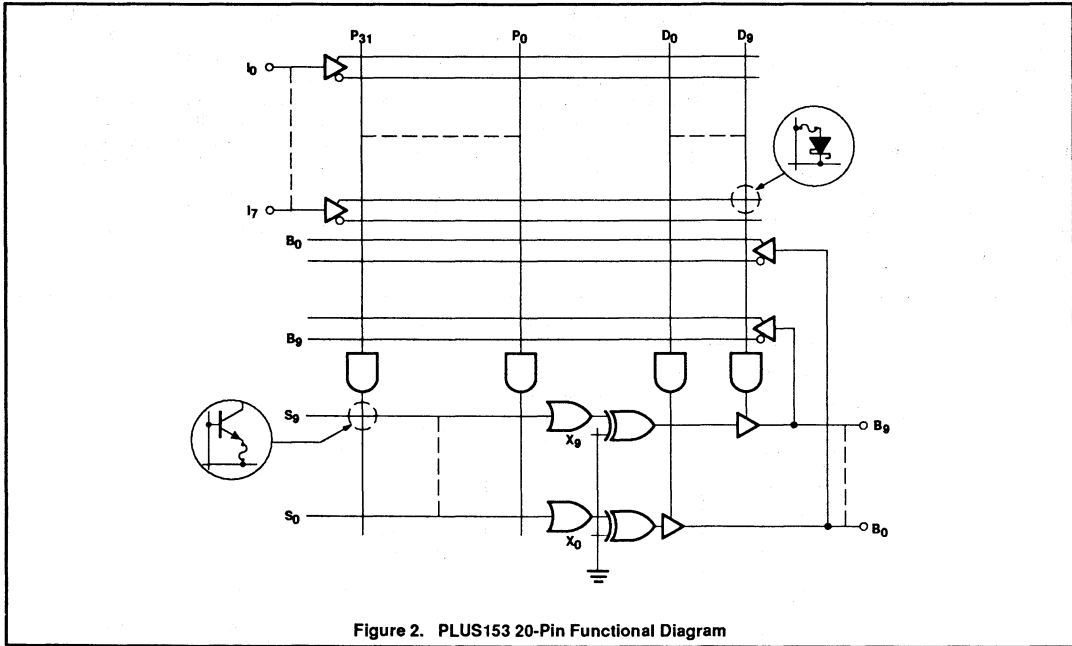 P31 P0 D0 D9
I0
I7
B0
B9
S9
X9
B9
S0
X0
B0
Figure 2. PLUS153 20-Pin Functional Diagram